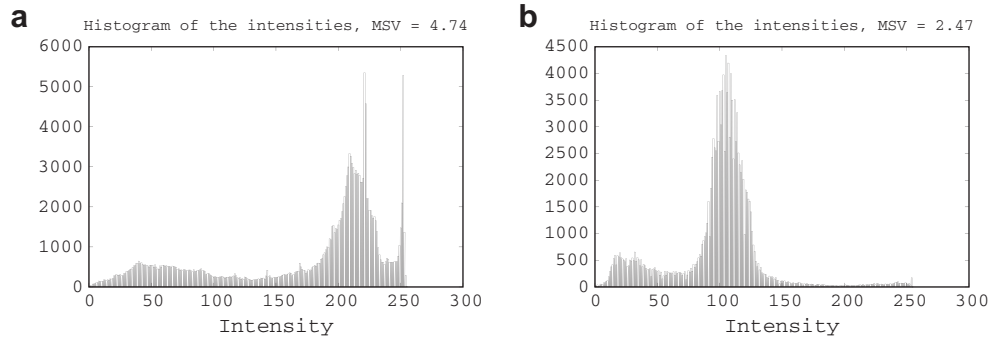 a
Histogram of the intensities, MSV = 4.74
6000
5000
4000
3000
2000
1000
0
0 50 100 150 200 250 300
Intensity
b
Histogram of the intensities, MSV = 2.47
4500
4000
3500
3000
2500
2000
1500
1000
500
0
0 50 100 150 200 250 300
Intensity